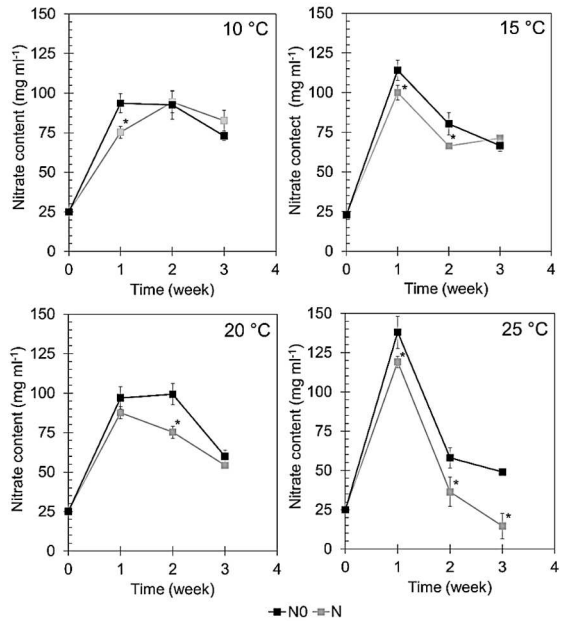 10 °C
Nitrate content (mg ml⁻¹)
150
125
100
75
50
25
0
*
0 1 2 3 4
Time (week)
15 °C
Nitrate contect (mg ml⁻¹)
150
125
100
75
50
25
0
*
*
0 1 2 3 4
Time (week)
20 °C
Nitrate content (mg ml⁻¹)
150
125
100
75
50
25
0
*
0 1 2 3 4
Time (week)
25 °C
Nitrate content (mg ml⁻¹)
150
125
100
75
50
25
0
*
*
*
0 1 2 3 4
Time (week)
N0 N